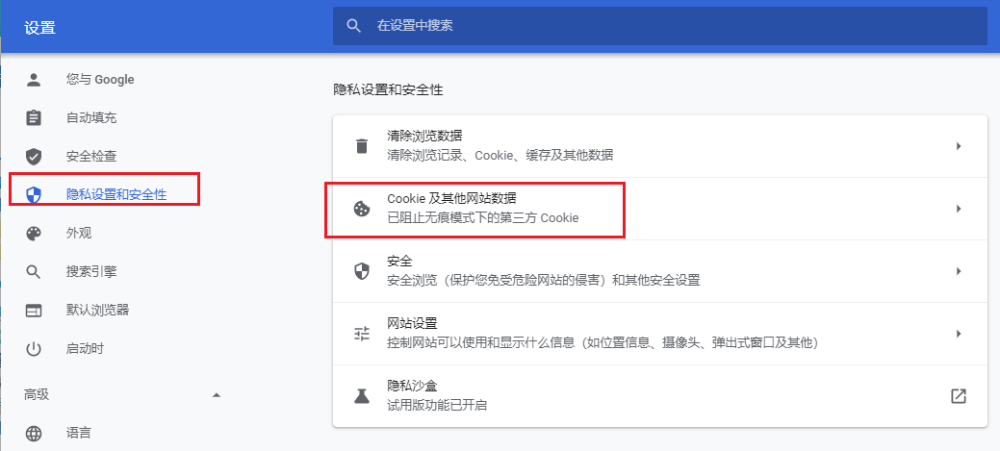 设置
在设置中搜索
您与 Google
自动填充
安全检查
隐私设置和安全性
外观
搜索引擎
默认浏览器
启动时
高级
语言
隐私设置和安全性
清除浏览数据
清除浏览记录、Cookie、缓存及其他数据
Cookie 及其他网站数据
已阻止无痕模式下的第三方 Cookie
安全
安全浏览（保护您免受危险网站的侵害）和其他安全设置
网站设置
控制网站可以使用和显示什么信息（如位置信息、摄像头、弹出式窗口及其他）
隐私沙盒
试用版功能已开启